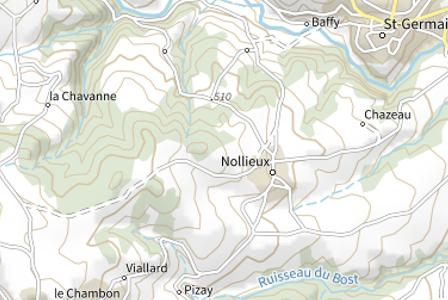 Baffy
St-Germai
la Chavanne
510
Chazeau
Nollieux
Viallard
Ruisseau du Bost
Pizay
le Chambon